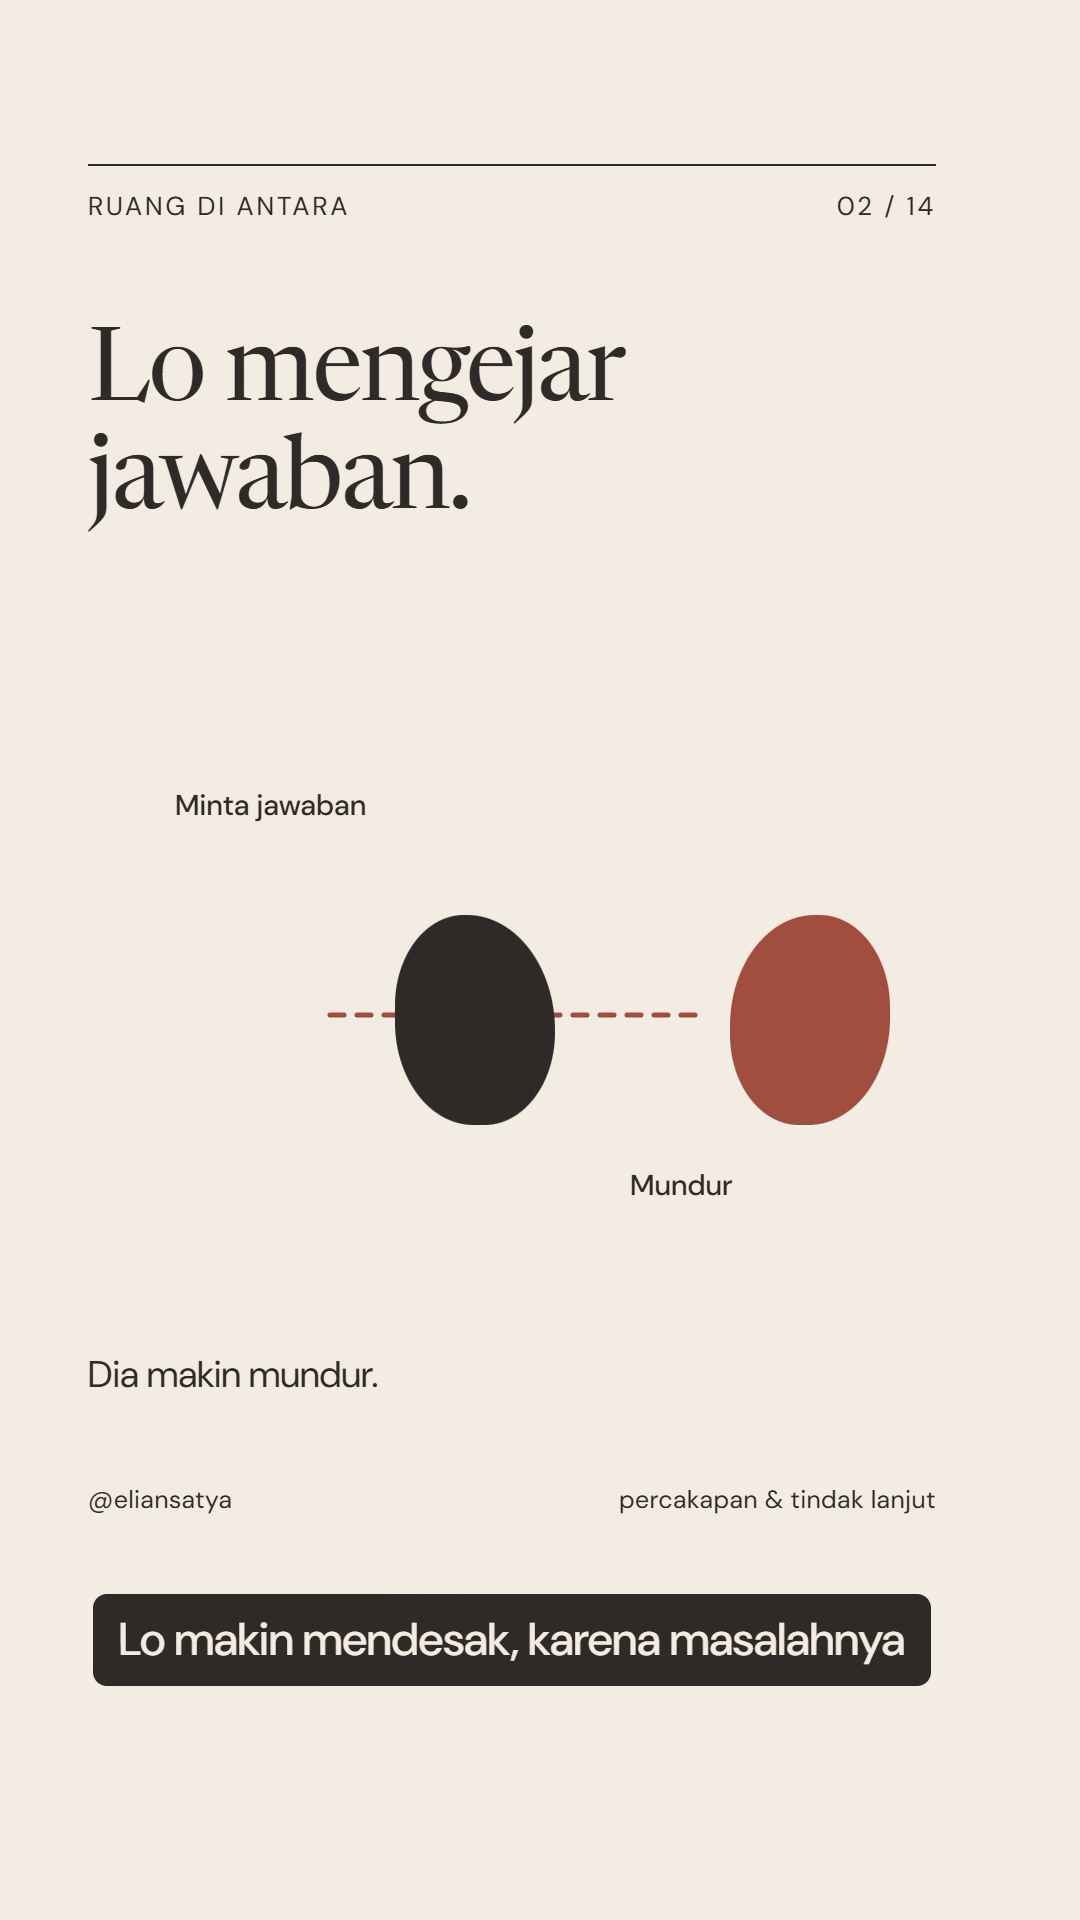 RUANG DI ANTARA 02 / 14
Lo mengejar
jawaban.
Minta jawaban
Mundur
Dia makin mundur.
@eliansatya percakapan & tindak lanjut
Lo makin mendesak, karena masalahnya